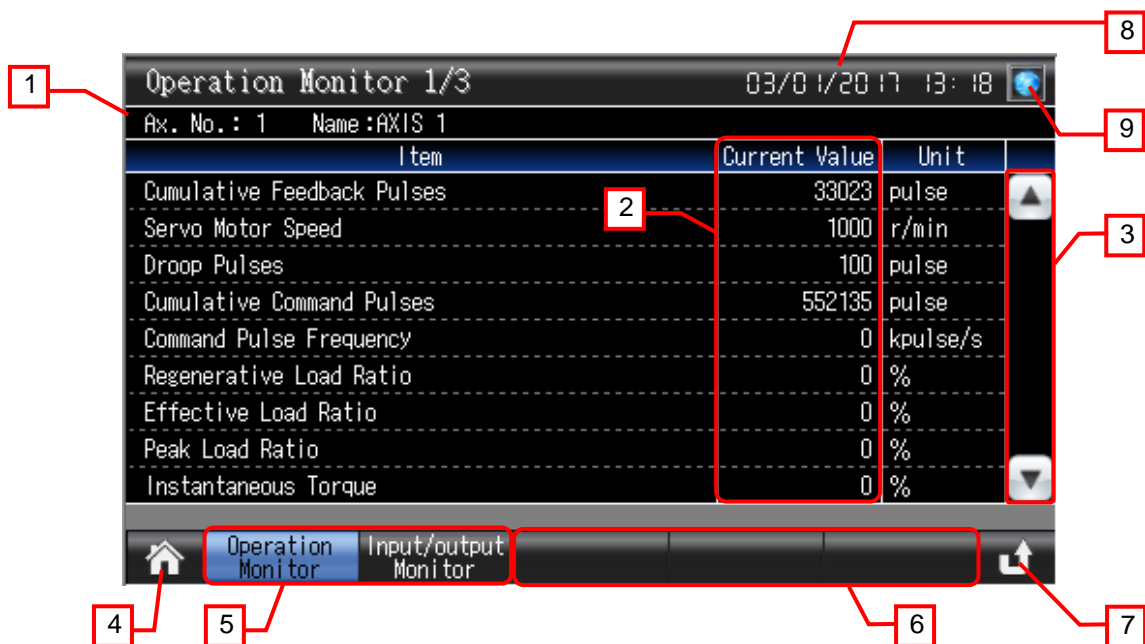 8
Operation Monitor 1/3 03/01/2017 13:18
1
Ax. No.: 1 Name:AXIS 1
9
Item Current Value Unit
Cumulative Feedback Pulses 33023 pulse
2
Servo Motor Speed 1000 r/min
3
Droop Pulses 100 pulse
Cumulative Command Pulses 552135 pulse
Command Pulse Frequency 0 kpulse/s
Regenerative Load Ratio 0 %
Effective Load Ratio 0 %
Peak Load Ratio 0 %
Instantaneous Torque 0 %
Operation Input/output
Monitor Monitor
4 5 6 7